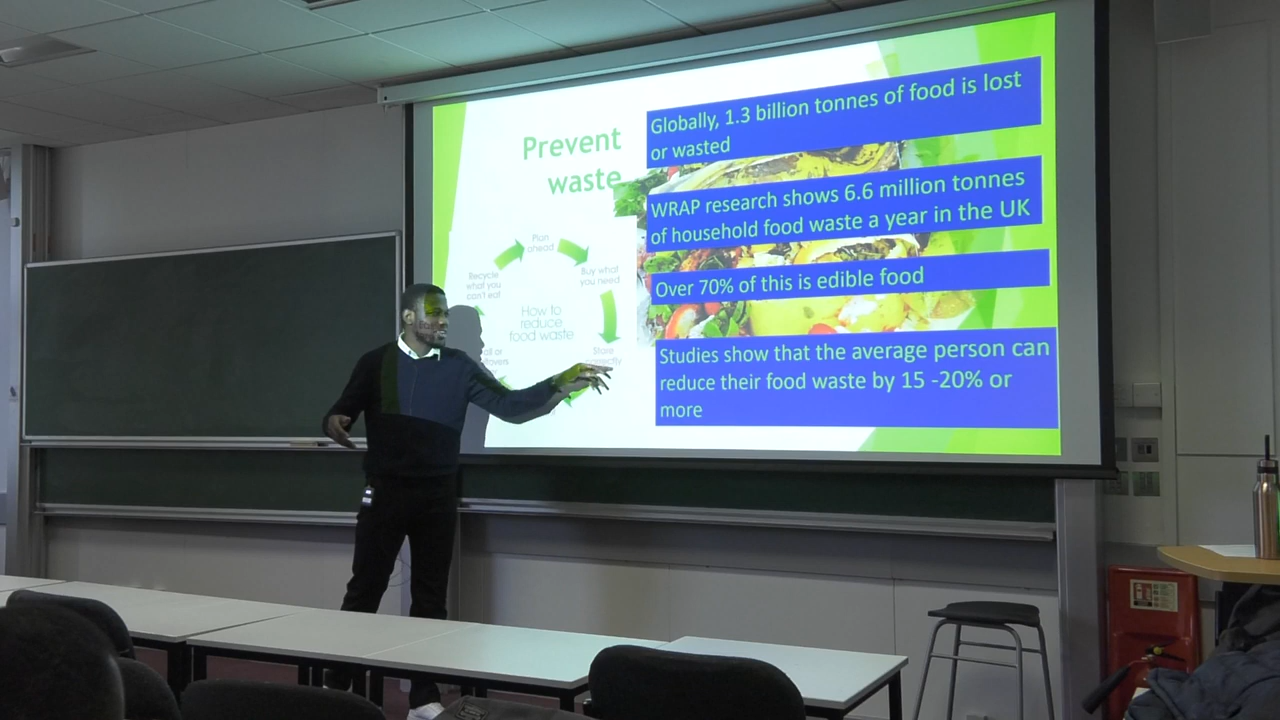 Prevent
waste
Plan
ahead
Buy what
you need
Store
correctly
Recycle
what you
can't eat
How to
reduce
food waste
Globally, 1.3 billion tonnes of food is lost
or wasted
WRAP research shows 6.6 million tonnes
of household food waste a year in the UK
Over 70% of this is edible food
Studies show that the average person can
reduce their food waste by 15 -20% or
more